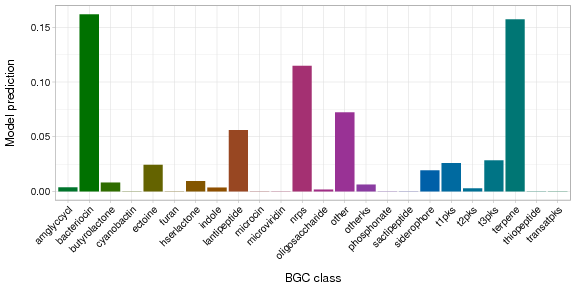 Model prediction
0.15
0.10
0.05
0.00
amglyccycl
bacteriocin
butyrolactone
cyanobactin
ectoine
furan
hserlactone
indole
lantipeptide
microcin
microviridin
nrps
oligosaccharide
other
otherks
phosphonate
sactipeptide
siderophore
t1pks
t2pks
t3pks
terpene
thiopeptide
transatpks
BGC class